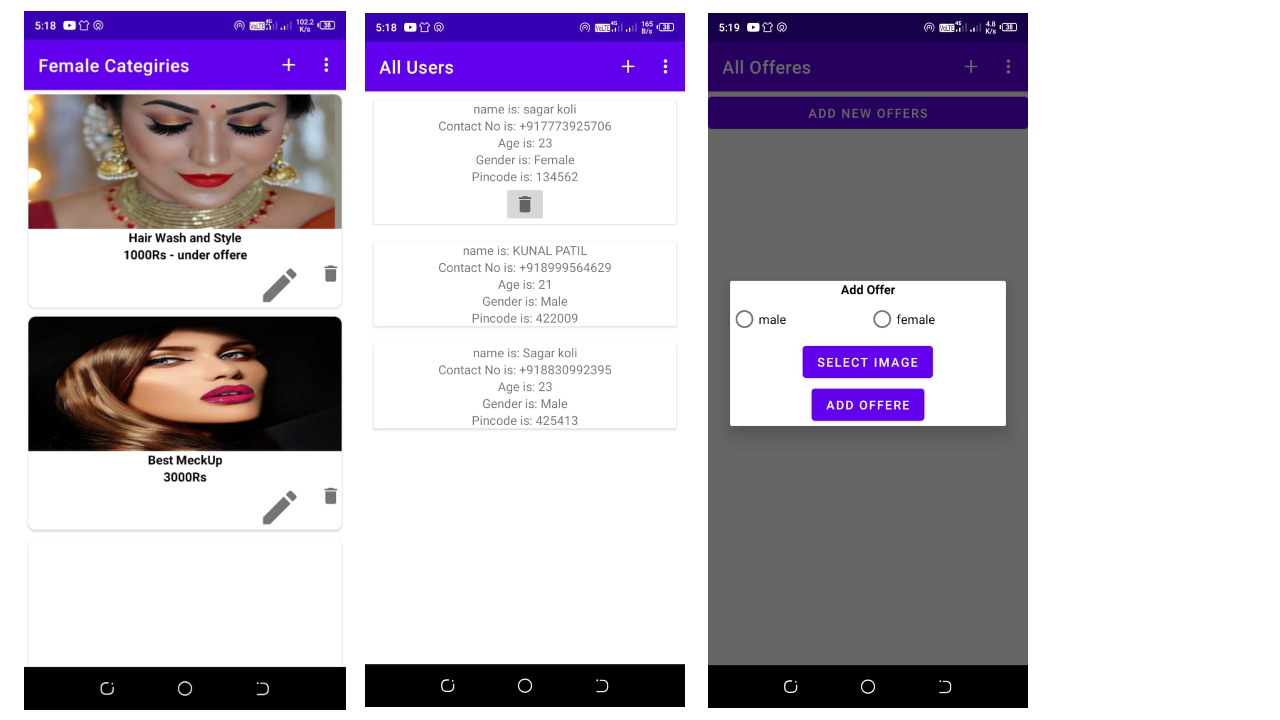 5:18
VoLTE 4G 102.2 K/s 38
Female Categiries
Hair Wash and Style
1000Rs - under offere
Best MeckUp
3000Rs
5:18
VoLTE 4G 165 B/s 38
All Users
name is: sagar koli
Contact No is: +917773925706
Age is: 23
Gender is: Female
Pincode is: 134562
name is: KUNAL PATIL
Contact No is: +918999564629
Age is: 21
Gender is: Male
Pincode is: 422009
name is: Sagar koli
Contact No is: +918830992395
Age is: 23
Gender is: Male
Pincode is: 425413
5:19
VoLTE 4G 4.8 K/s 38
All Offeres
ADD NEW OFFERS
Add Offer
male female
SELECT IMAGE
ADD OFFERE